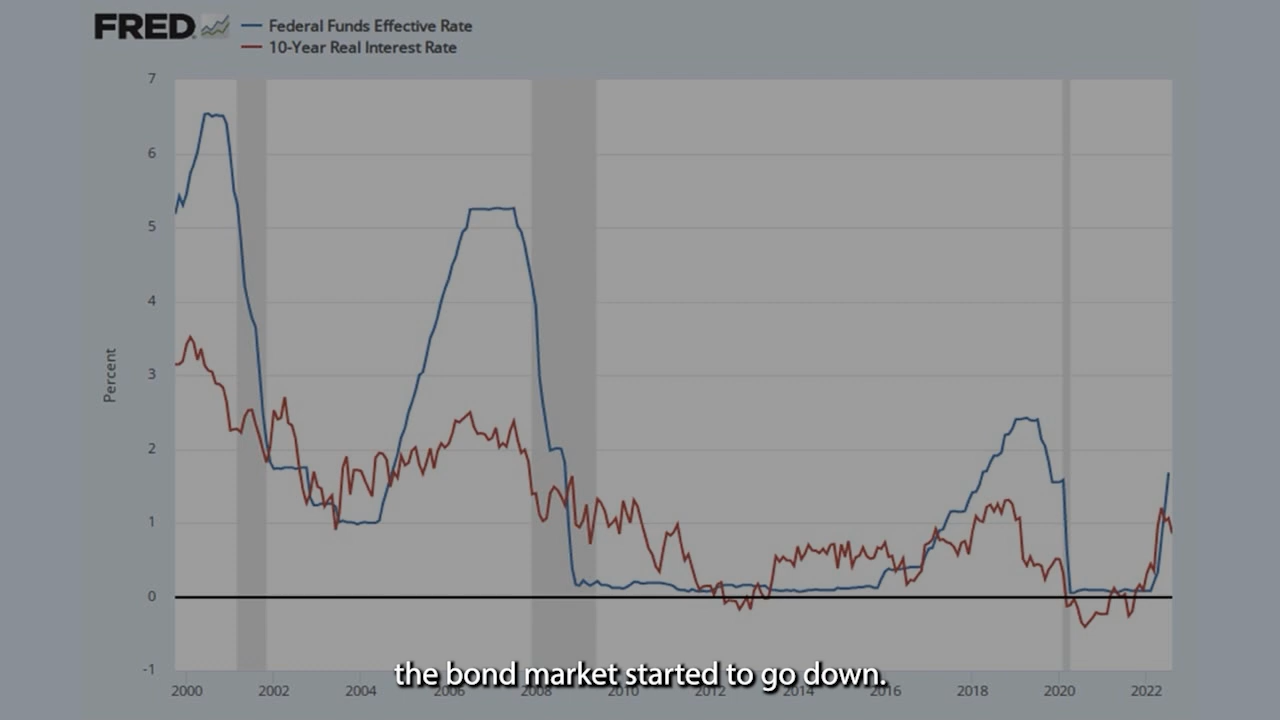 FRED
Federal Funds Effective Rate
10-Year Real Interest Rate
7
6
5
4
3
2
1
0
-1
Percent
the bond market started to go down.
2000 2002 2004 2006 2008 2010 2012 2014 2016 2018 2020 2022